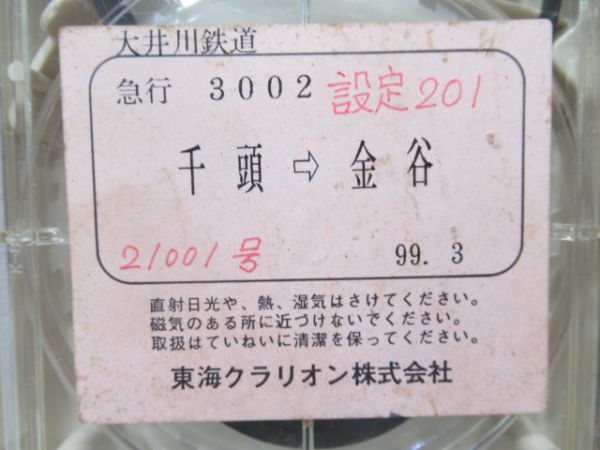 大井川鉄道
急行 3002 設定201
千頭⇨金谷
21001号 99.3
直射日光や、熱、湿気はさけてください。
磁気のある所に近づけないでください。
取扱はていねいに清潔を保ってください。
東海クラリオン株式会社